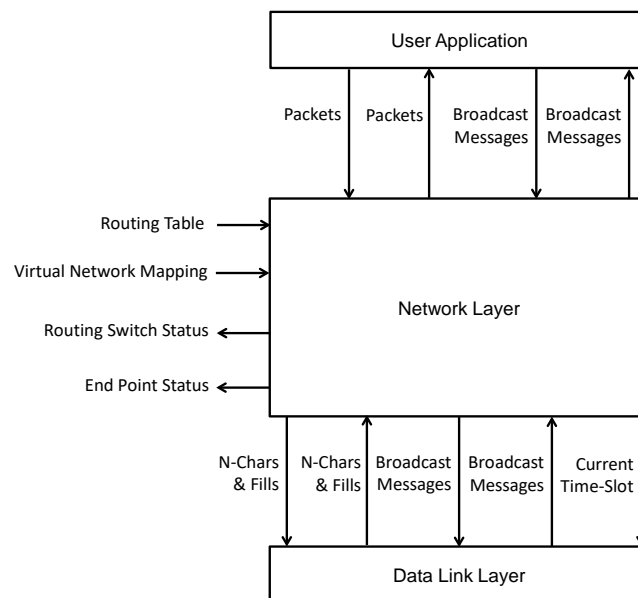 User Application
Packets
Packets
Broadcast
Messages
Broadcast
Messages
Routing Table
Virtual Network Mapping
Routing Switch Status
End Point Status
Network Layer
N-Chars
& Fills
N-Chars
& Fills
Broadcast
Messages
Broadcast
Messages
Current
Time-Slot
Data Link Layer